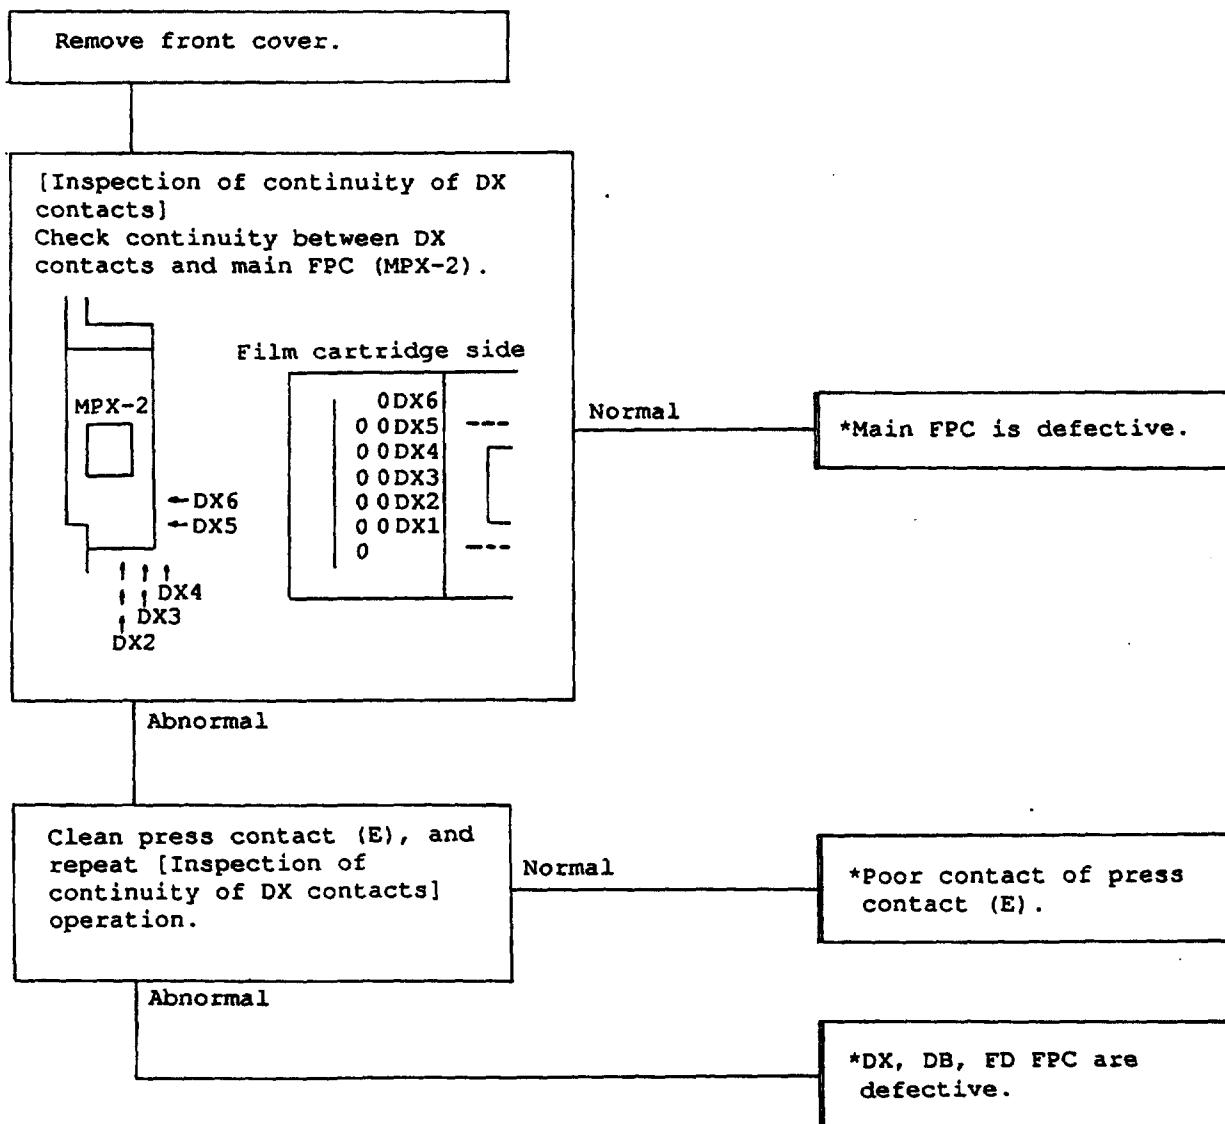 Remove front cover.
[Inspection of continuity of DX
contacts]
Check continuity between DX
contacts and main FPC (MPX-2).
Film cartridge side
MPX-2
0DX6
0 0DX5
0 0DX4
0 0DX3
0 0DX2
0 0DX1
0
DX6
DX5
DX4
DX3
DX2
Normal
*Main FPC is defective.
Abnormal
Clean press contact (E), and
repeat [Inspection of
continuity of DX contacts]
operation.
Normal
*Poor contact of press
contact (E).
Abnormal
*DX, DB, FD FPC are
defective.